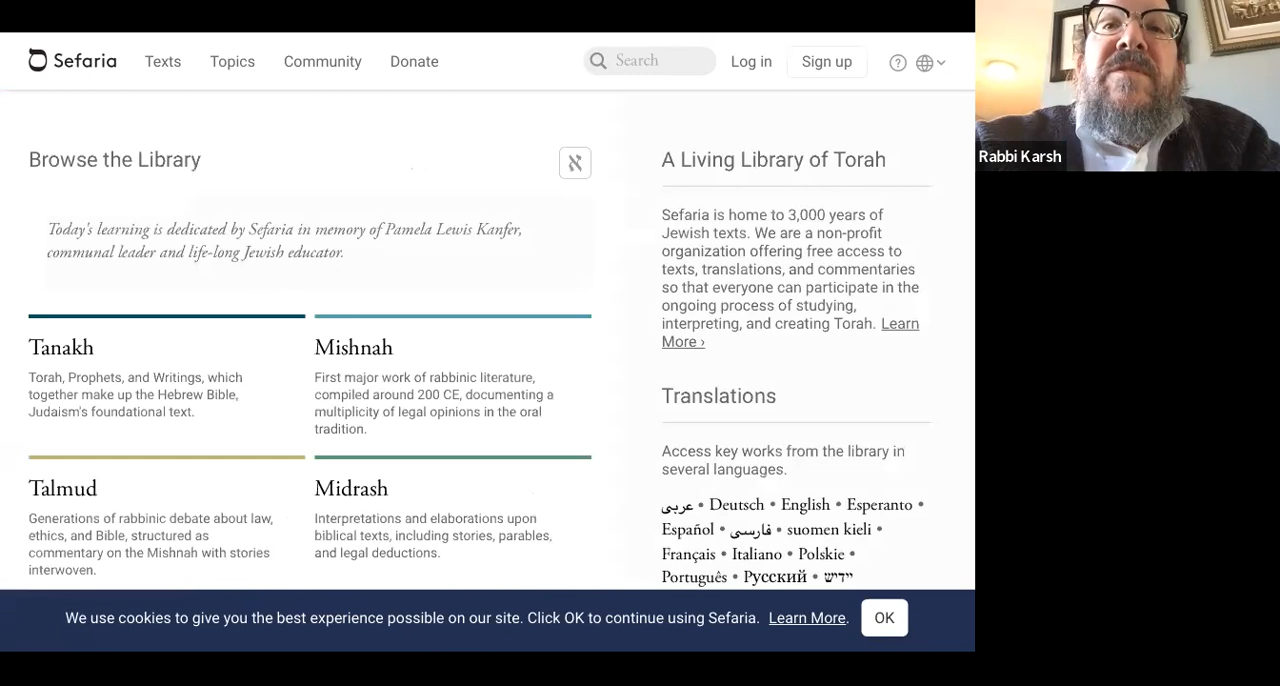 Sefaria Texts Topics Community Donate Search Log in Sign up ?
Browse the Library
א
Today's learning is dedicated by Sefaria in memory of Pamela Lewis Kanfer,
communal leader and life-long Jewish educator.
Tanakh
Torah, Prophets, and Writings, which
together make up the Hebrew Bible,
Judaism's foundational text.
Mishnah
First major work of rabbinic literature,
compiled around 200 CE, documenting a
multiplicity of legal opinions in the oral
tradition.
Talmud
Generations of rabbinic debate about law,
ethics, and Bible, structured as
commentary on the Mishnah with stories
interwoven.
Midrash
Interpretations and elaborations upon
biblical texts, including stories, parables,
and legal deductions.
A Living Library of Torah
Sefaria is home to 3,000 years of
Jewish texts. We are a non-profit
organization offering free access to
texts, translations, and commentaries
so that everyone can participate in the
ongoing process of studying,
interpreting, and creating Torah. Learn
More ›
Translations
Access key works from the library in
several languages.
عربى • Deutsch • English • Esperanto •
Español • فارسى • suomen kieli •
Français • Italiano • Polskie •
Português • Русский • ייִדיש
We use cookies to give you the best experience possible on our site. Click OK to continue using Sefaria. Learn More. OK
Rabbi Karsh